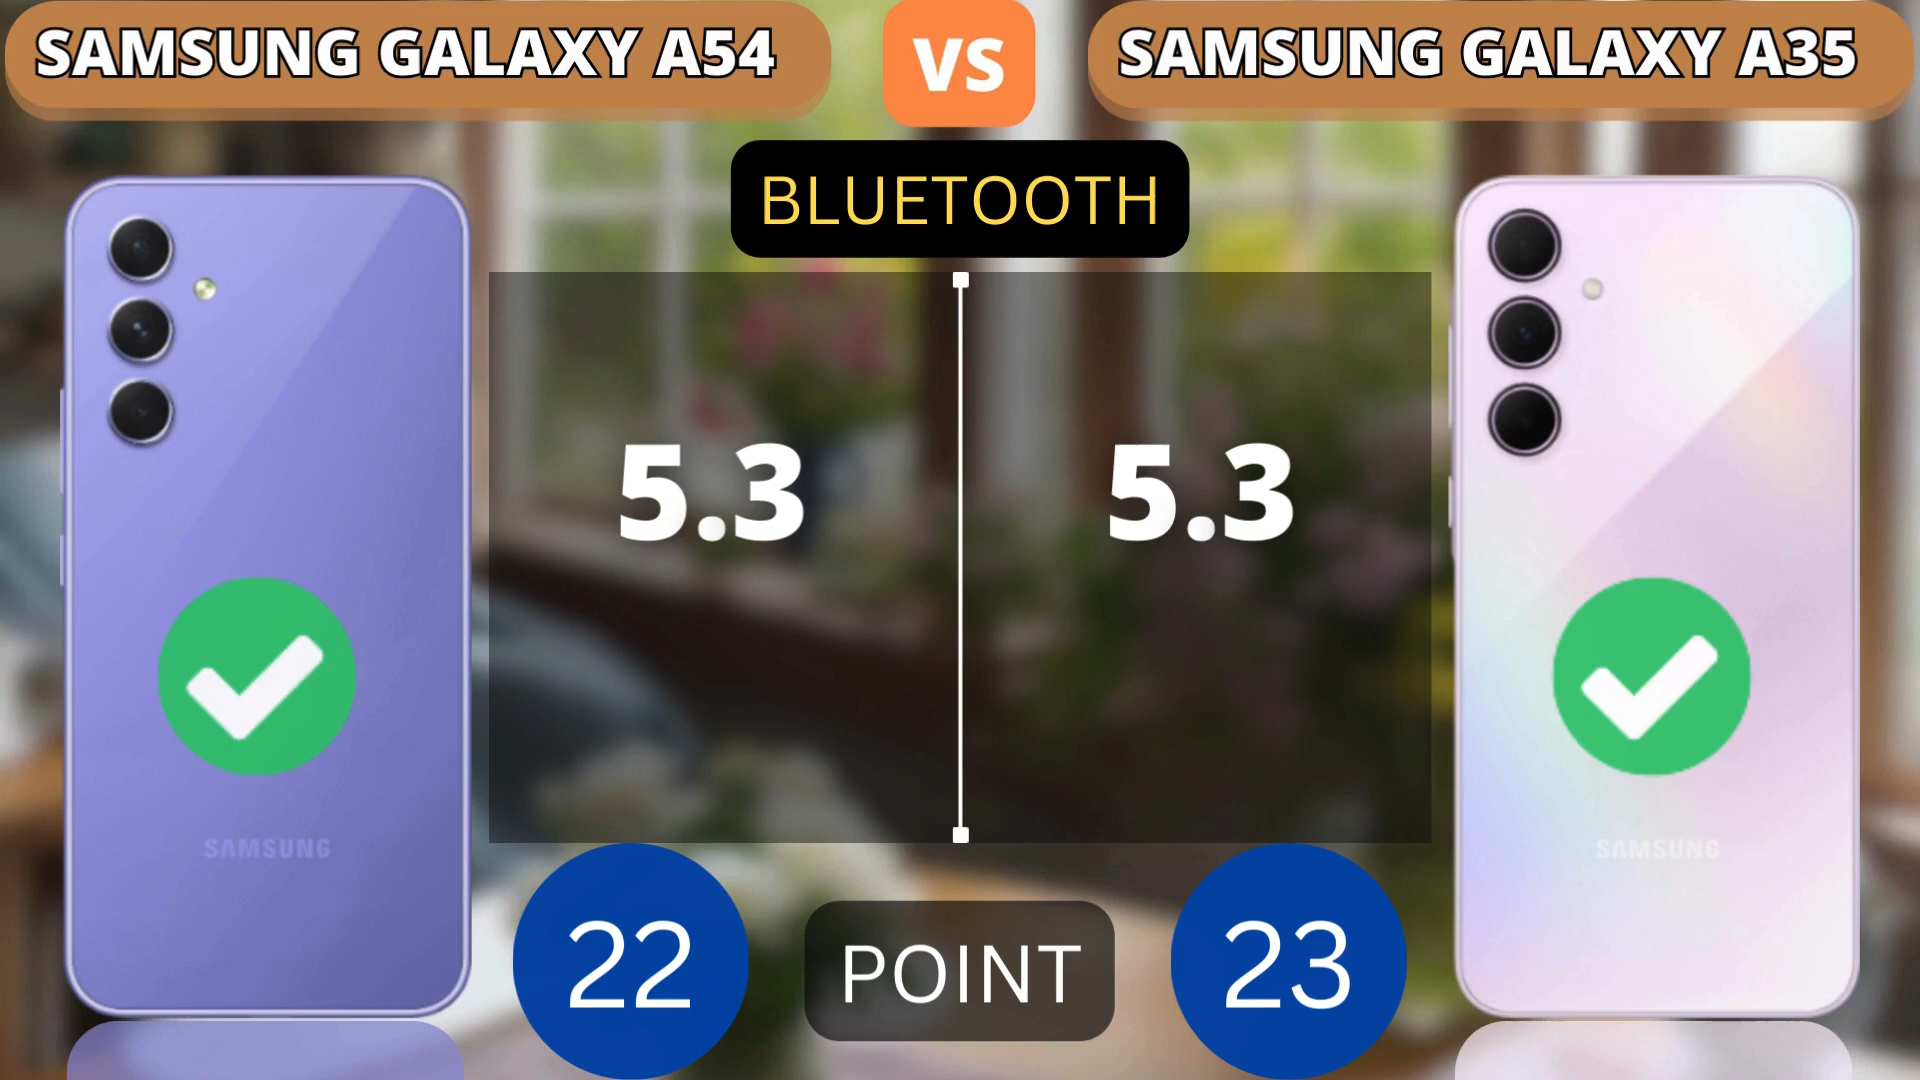 SAMSUNG GALAXY A54
VS
SAMSUNG GALAXY A35
BLUETOOTH
5.3
5.3
SAMSUNG
SAMSUNG
22
POINT
23